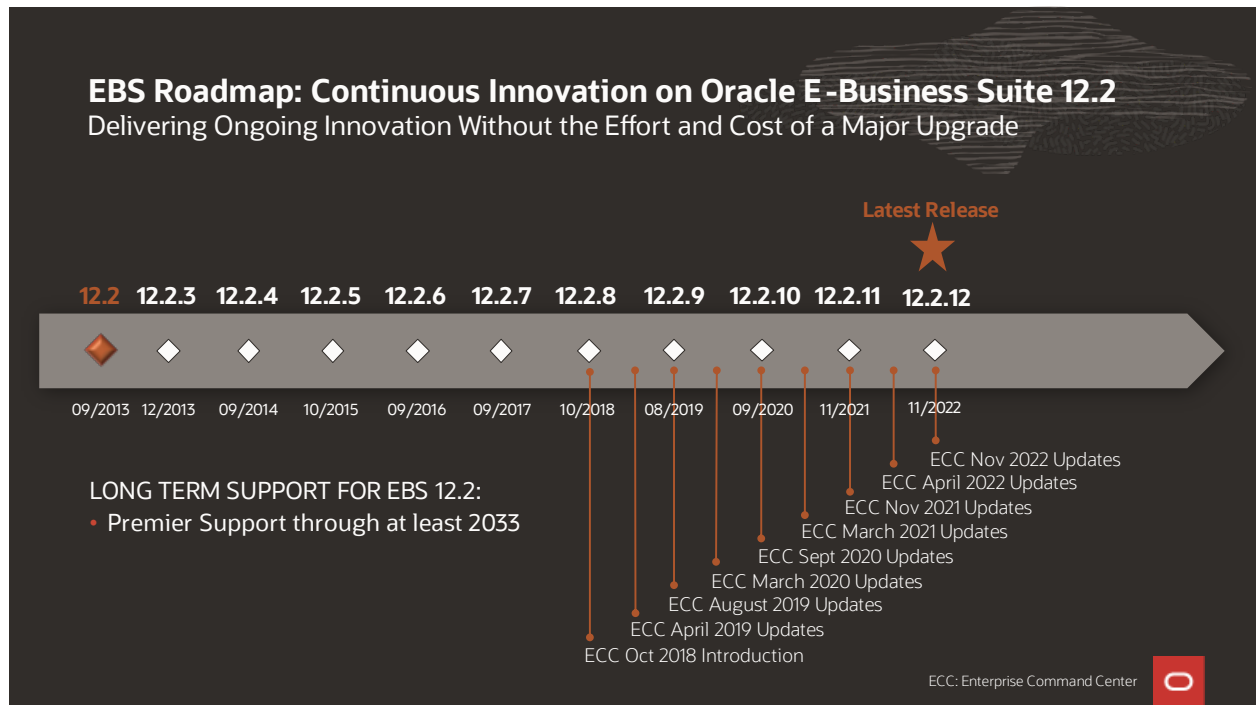 EBS Roadmap: Continuous Innovation on Oracle E-Business Suite 12.2
Delivering Ongoing Innovation Without the Effort and Cost of a Major Upgrade
Latest Release
12.2 12.2.3 12.2.4 12.2.5 12.2.6 12.2.7 12.2.8 12.2.9 12.2.10 12.2.11 12.2.12
09/2013 12/2013 09/2014 10/2015 09/2016 09/2017 10/2018 08/2019 09/2020 11/2021 11/2022
ECC Nov 2022 Updates
ECC April 2022 Updates
ECC Nov 2021 Updates
ECC March 2021 Updates
ECC Sept 2020 Updates
ECC March 2020 Updates
ECC August 2019 Updates
ECC April 2019 Updates
ECC Oct 2018 Introduction
LONG TERM SUPPORT FOR EBS 12.2:
• Premier Support through at least 2033
ECC: Enterprise Command Center